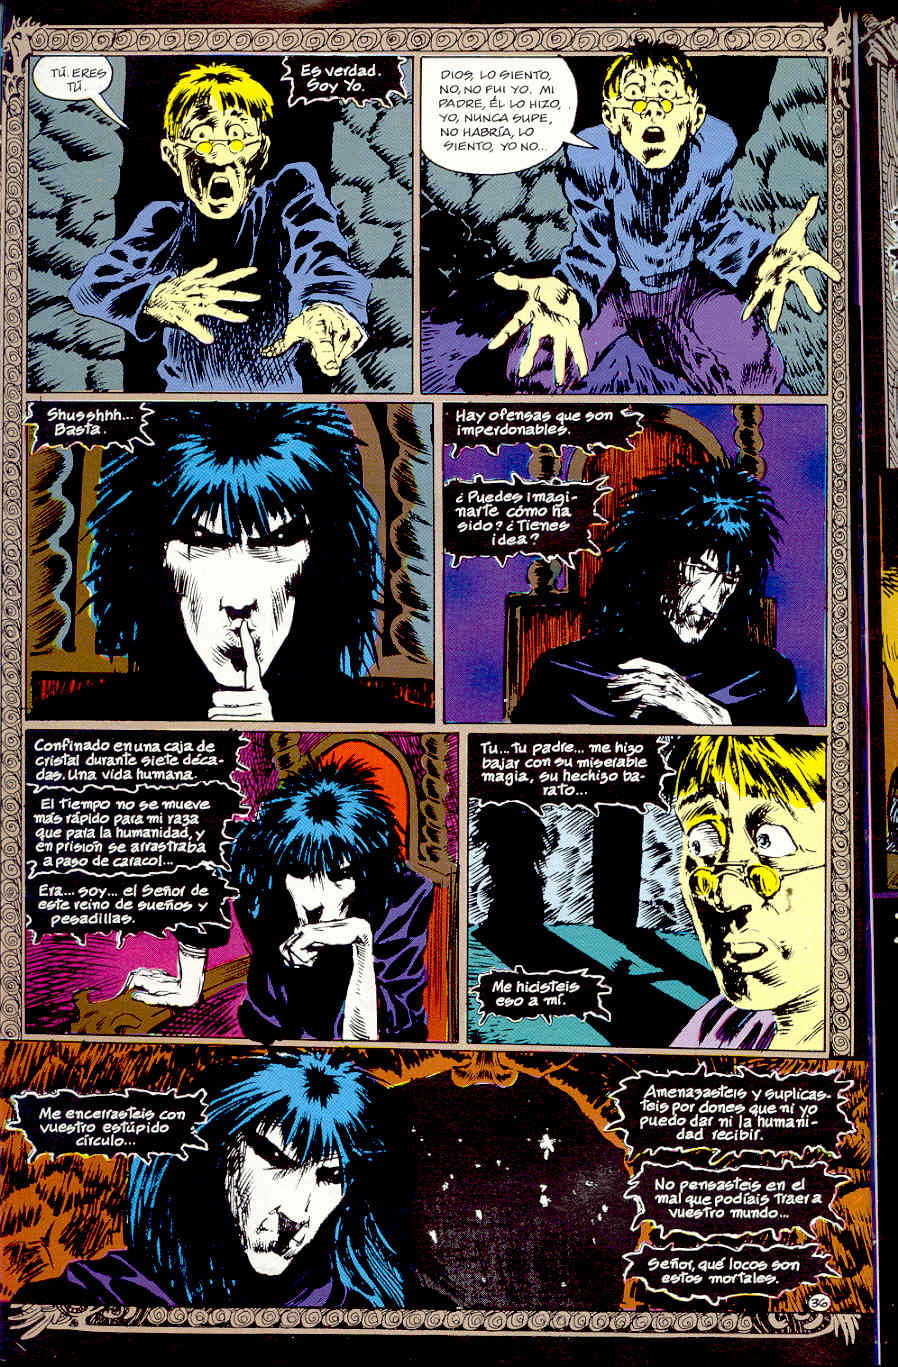 TÚ. ERES
TÚ.
Es verdad.
Soy Yo.
DIOS, LO SIENTO,
NO, NO FUI YO. MI
PADRE, ÉL LO HIZO,
YO, NUNCA SUPE,
NO HABRÍA, LO
SIENTO, YO NO...
Shusshhh...
Basta.
Hay ofensas que son
imperdonables.
¿Puedes imagi-
narte cómo ha
sido? ¿Tienes
idea?
Confinado en una caja de
cristal durante siete déca-
das. Una vida humana.
El tiempo no se mueve
más rápido para mi raza
que para la humanidad, y
en prisión se arrastraba
a paso de caracol...
Era... soy... el Señor de
este reino de sueños y
pesadillas.
Tu... Tu padre... me hizo
bajar con su miserable
magia, su hechizo ba-
rato...
Me hicisteis
eso a mí.
Me encerrasteis con
vuestro estúpido
círculo...
Amenazasteis y suplicas-
teis por dones que ni yo
puedo dar ni la humani-
dad recibir.
No pensasteis en el
mal que podíais traer a
vuestro mundo...
Señor, qué locos son
estos mortales.
36